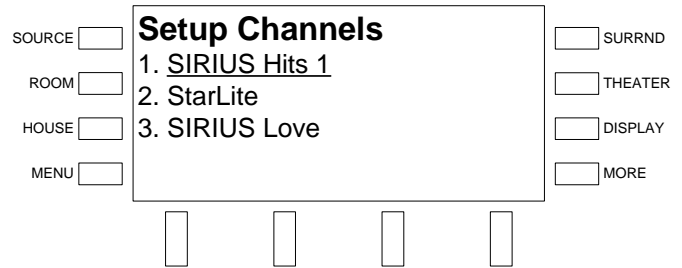 Setup Channels
1. SIRIUS Hits 1
2. StarLite
3. SIRIUS Love
SOURCE
ROOM
HOUSE
MENU
SURRND
THEATER
DISPLAY
MORE